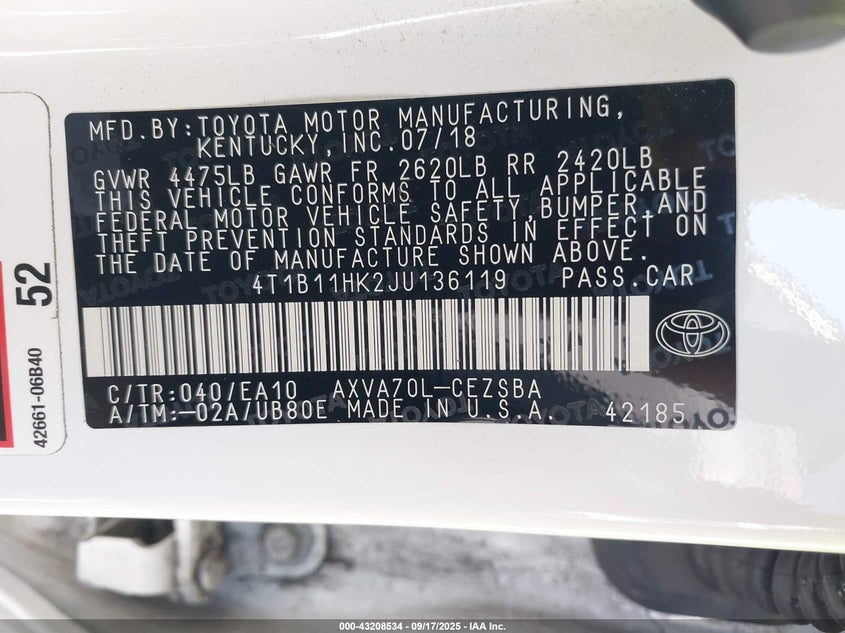 MFD.BY:TOYOTA MOTOR MANUFACTURING,
KENTUCKY,INC.07/18
GVWR 4475LB GAWR FR 2620LB RR 2420LB
THIS VEHICLE CONFORMS TO ALL APPLICABLE
FEDERAL MOTOR VEHICLE SAFETY,BUMPER,AND
THEFT PREVENTION STANDARDS IN EFFECT ON
THE DATE OF MANUFACTURE SHOWN ABOVE.
4T1B11HK2JU136119 PASS.CAR
C/TR:040/EA10 AXVA70L-CEZSBA
A/TM:-02A/UB80E MADE IN U.S.A. 42185
52
42661-06B40
000-43208534 - 09/17/2025 - IAA Inc.